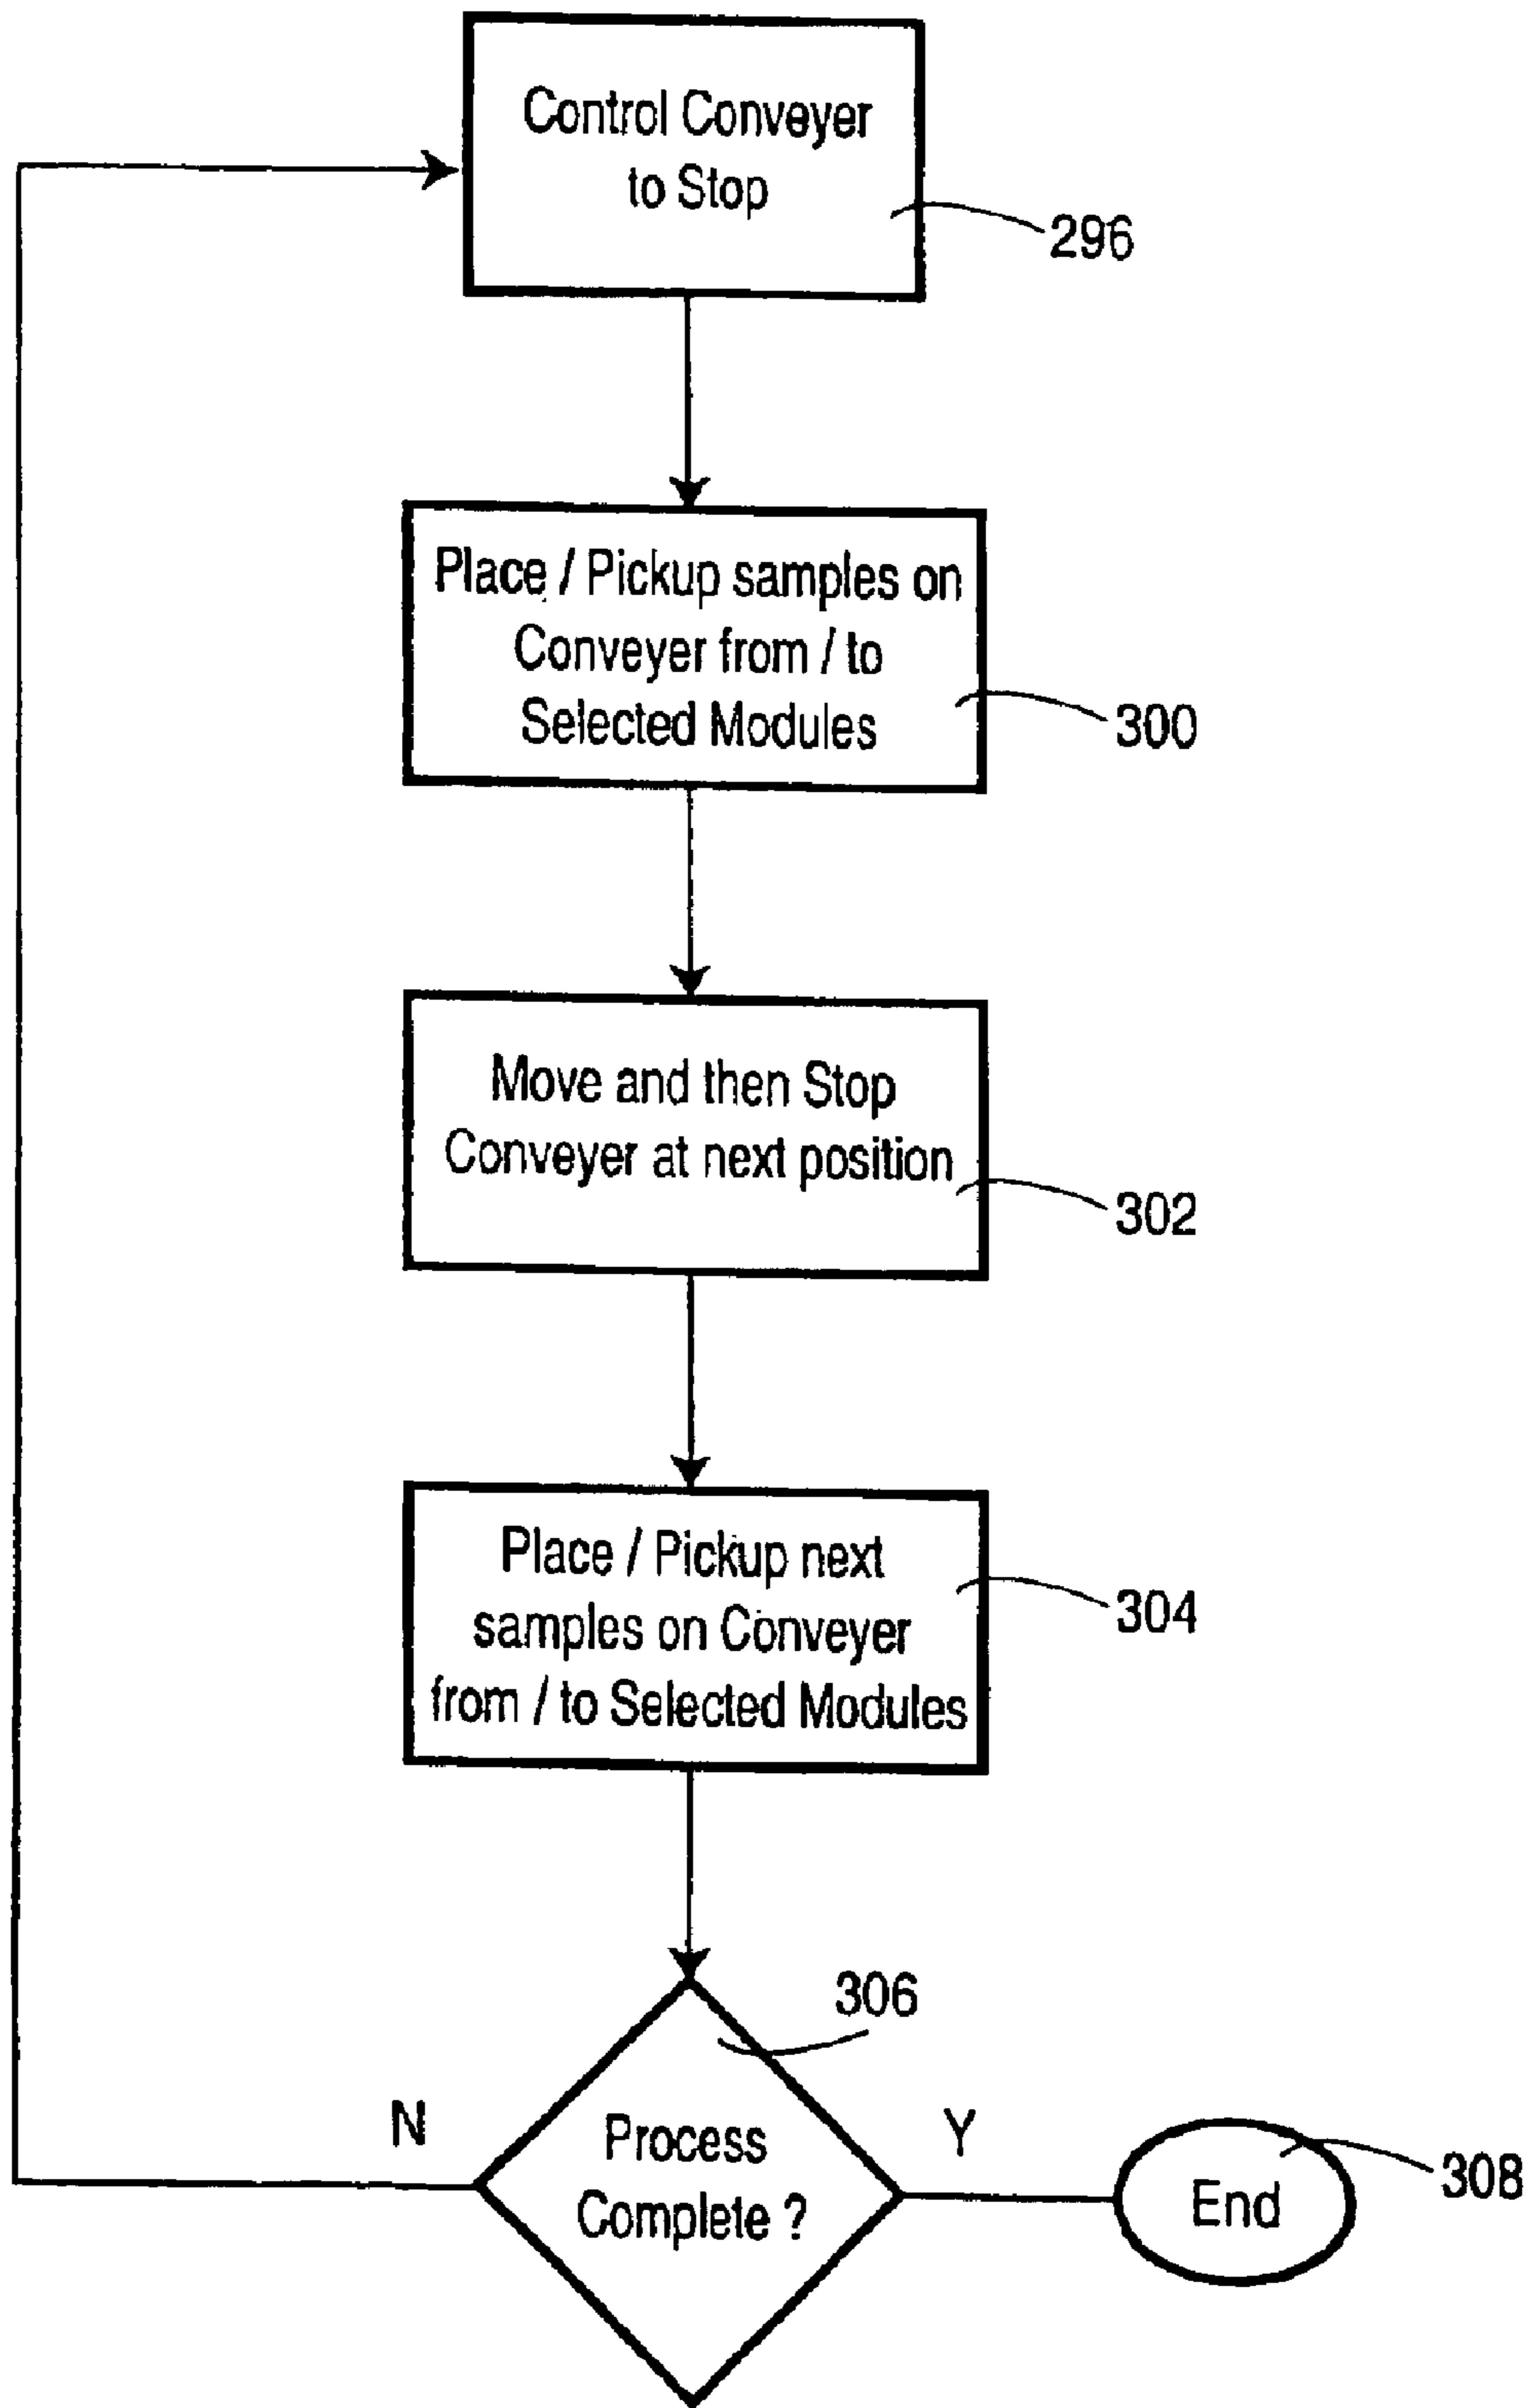 Control Conveyer
to Stop
296
Place / Pickup samples on
Conveyer from / to
Selected Modules
300
Move and then Stop
Conveyer at next position
302
Place / Pickup next
samples on Conveyer
from / to Selected Modules
304
306
N
Process
Complete ?
Y
End
308